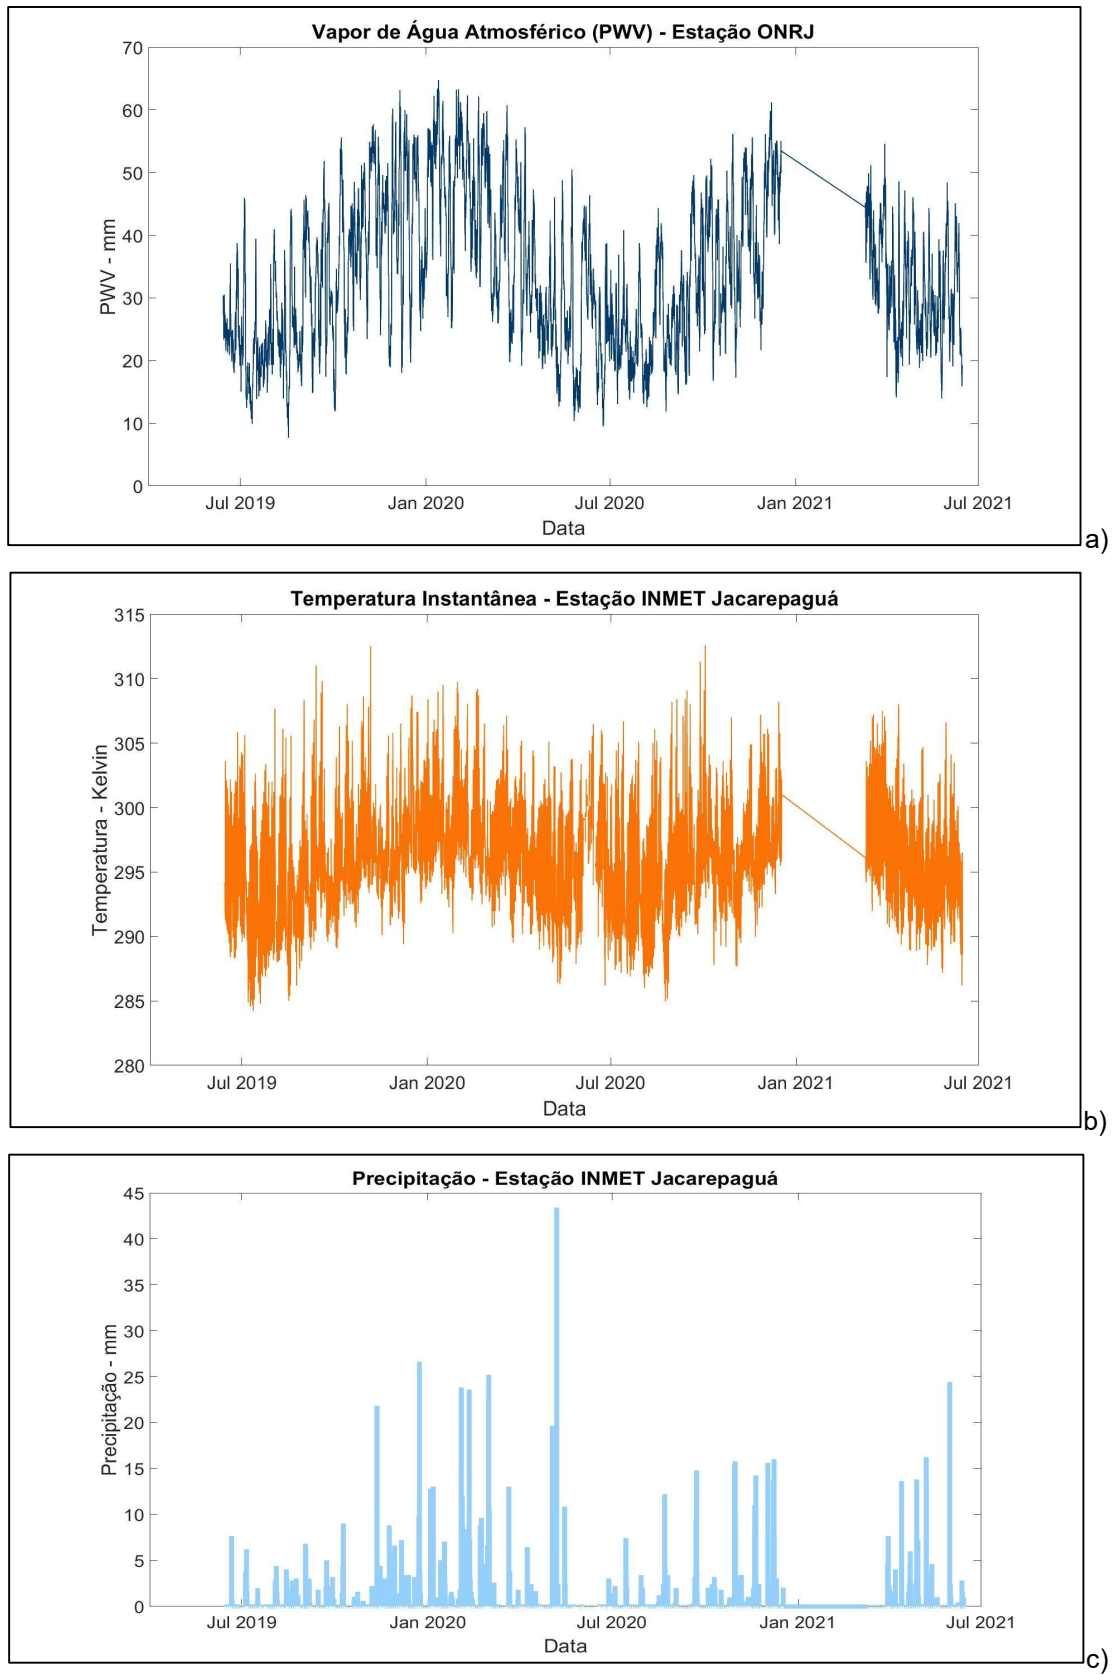 Vapor de Água Atmosférico (PWV) - Estação ONRJ
70
60
50
40
30
20
10
0
PWV - mm
Jul 2019 Jan 2020 Jul 2020 Jan 2021 Jul 2021
Data
a)
Temperatura Instantânea - Estação INMET Jacarepaguá
315
310
305
300
295
290
285
280
Temperatura - Kelvin
Jul 2019 Jan 2020 Jul 2020 Jan 2021 Jul 2021
Data
b)
Precipitação - Estação INMET Jacarepaguá
45
40
35
30
25
20
15
10
5
0
Precipitação - mm
Jul 2019 Jan 2020 Jul 2020 Jan 2021 Jul 2021
Data
c)